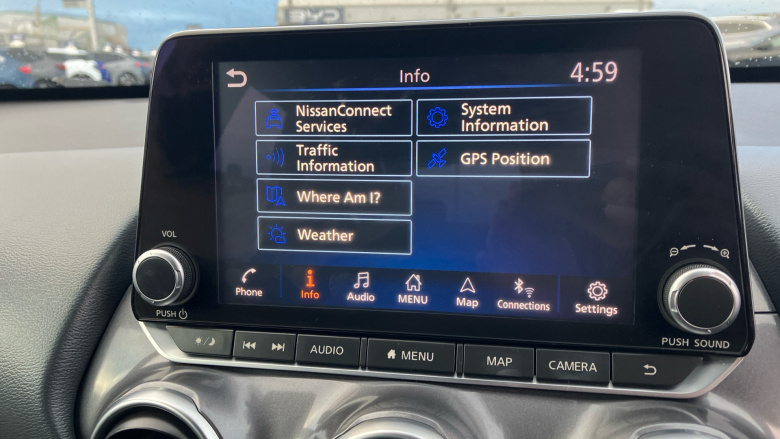 BYD
Info
4:59
NissanConnect
Services
System
Information
Traffic
Information
GPS Position
Where Am I?
Weather
Phone
Info
Audio
MENU
Map
Connections
Settings
VOL
PUSH
PUSH SOUND
AUDIO
MENU
MAP
CAMERA